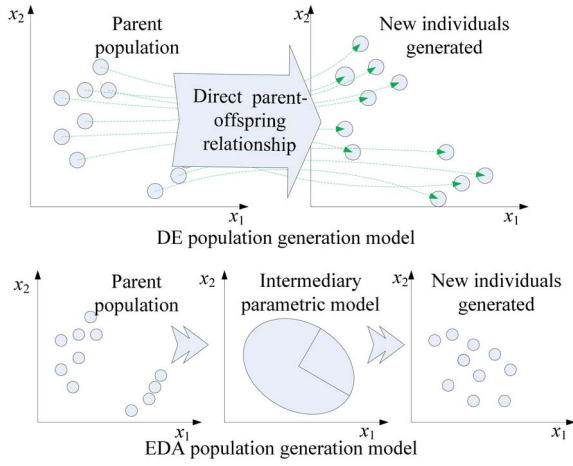 x2
Parent
population
x2
New individuals
generated
Direct parent-
offspring
relationship
x1
x1
DE population generation model
x2
Parent
population
x2
Intermediary
parametric model
x2
New individuals
generated
x1
x1
x1
EDA population generation model